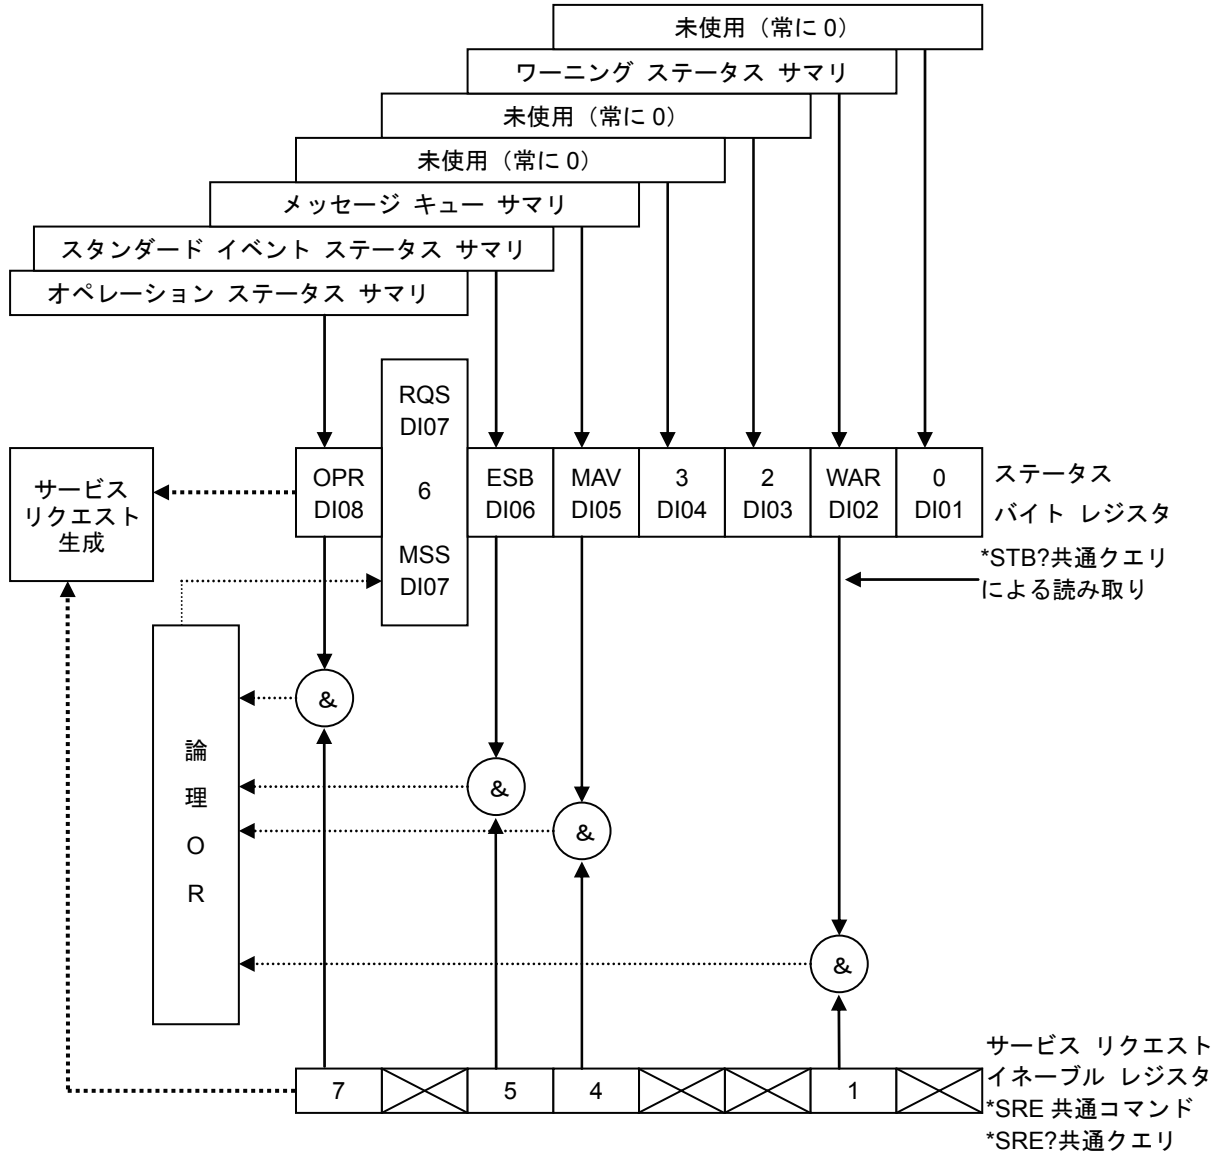 未使用（常に 0）
ワーニング ステータス サマリ
未使用（常に 0）
未使用（常に 0）
メッセージ キュー サマリ
スタンダード イベント ステータス サマリ
オペレーション ステータス サマリ
RQS
DI07
6
MSS
DI07
OPR
DI08
ESB
DI06
MAV
DI05
3
DI04
2
DI03
WAR
DI02
0
DI01
ステータス
バイト レジスタ
サービス
リクエスト
生成
*STB?共通クエリ
による読み取り
&
&
&
&
論
理
O
R
7
5
4
1
サービス リクエスト
イネーブル レジスタ
*SRE 共通コマンド
*SRE?共通クエリ